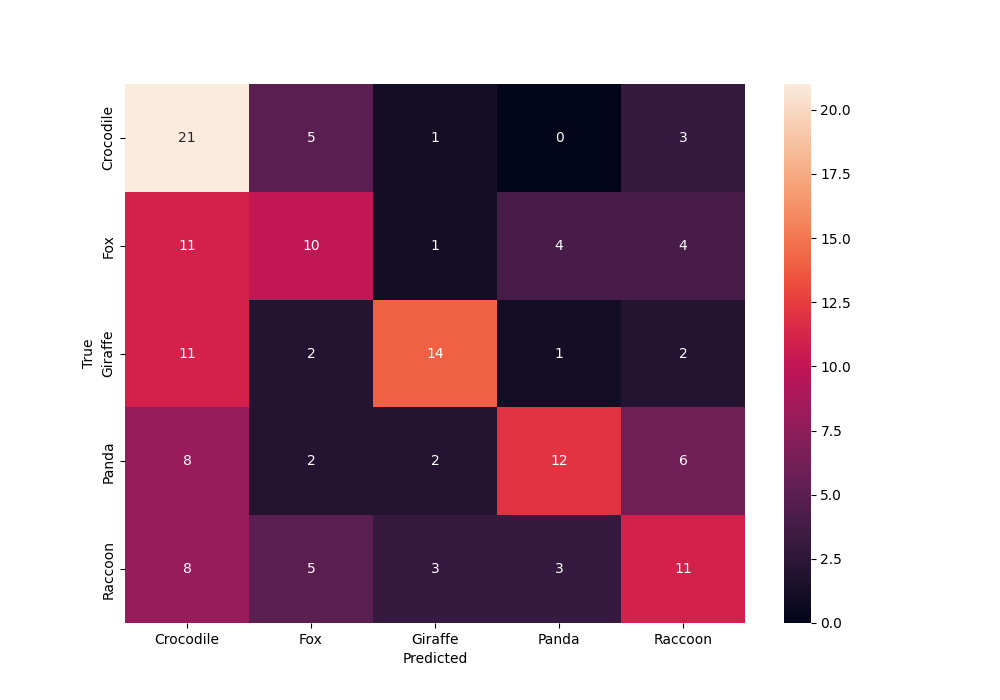 Crocodile 21 5 1 0 3
Fox 11 10 1 4 4
Giraffe 11 2 14 1 2
Panda 8 2 2 12 6
Raccoon 8 5 3 3 11
True
Crocodile Fox Giraffe Panda Raccoon
Predicted
20.0
17.5
15.0
12.5
10.0
7.5
5.0
2.5
0.0